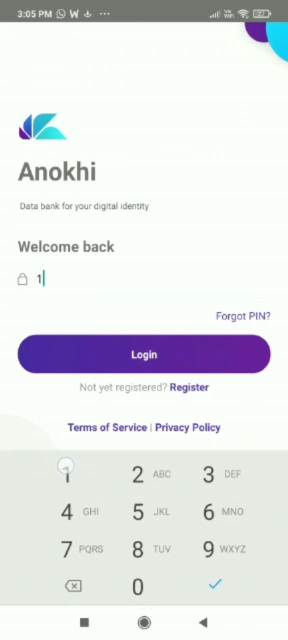 3:05 PM W ...
Anokhi
Data bank for your digital identity
Welcome back
1
Forgot PIN?
Login
Not yet registered? Register
Terms of Service | Privacy Policy
1 2 ABC 3 DEF
4 GHI 5 JKL 6 MNO
7 PQRS 8 TUV 9 WXYZ
0